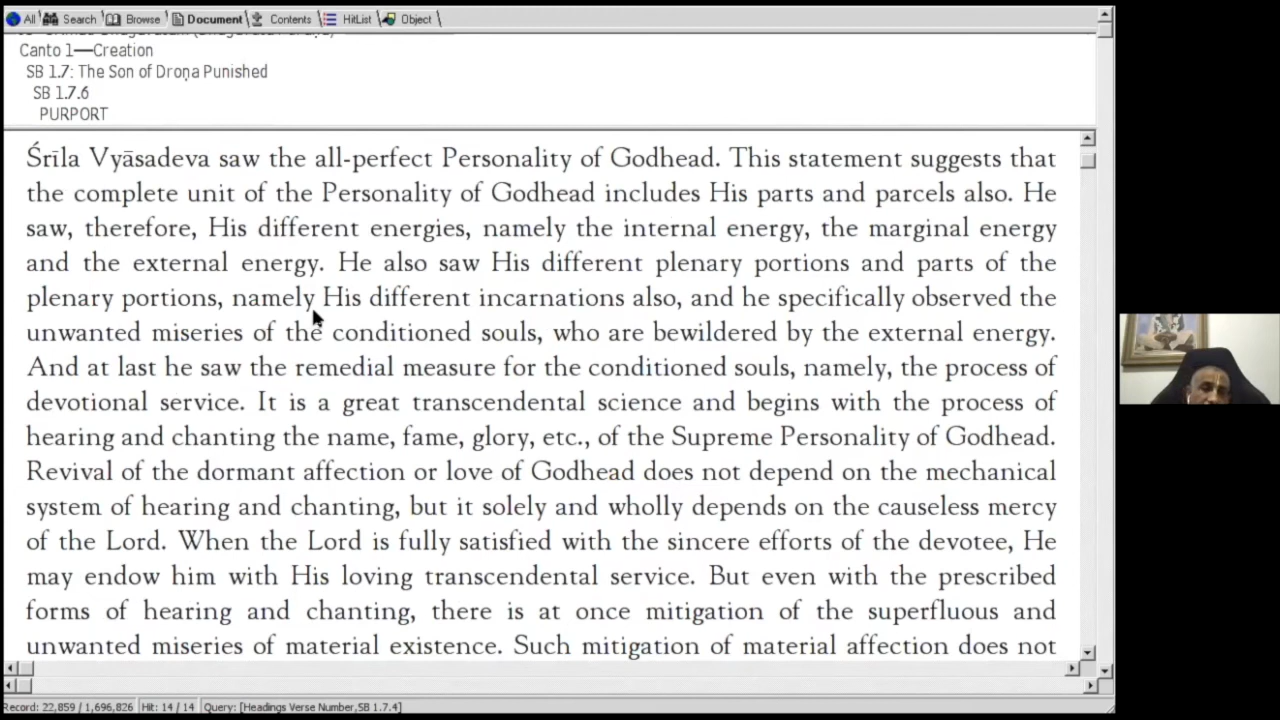 All Search Browse Document Contents HitList Object
Canto 1—Creation
SB 1.7: The Son of Droṇa Punished
SB 1.7.6
PURPORT
Śrīla Vyāsadeva saw the all-perfect Personality of Godhead. This statement suggests that
the complete unit of the Personality of Godhead includes His parts and parcels also. He
saw, therefore, His different energies, namely the internal energy, the marginal energy
and the external energy. He also saw His different plenary portions and parts of the
plenary portions, namely His different incarnations also, and he specifically observed the
unwanted miseries of the conditioned souls, who are bewildered by the external energy.
And at last he saw the remedial measure for the conditioned souls, namely, the process of
devotional service. It is a great transcendental science and begins with the process of
hearing and chanting the name, fame, glory, etc., of the Supreme Personality of Godhead.
Revival of the dormant affection or love of Godhead does not depend on the mechanical
system of hearing and chanting, but it solely and wholly depends on the causeless mercy
of the Lord. When the Lord is fully satisfied with the sincere efforts of the devotee, He
may endow him with His loving transcendental service. But even with the prescribed
forms of hearing and chanting, there is at once mitigation of the superfluous and
unwanted miseries of material existence. Such mitigation of material affection does not
Record: 22,859 / 1,696,826 Hit: 14 / 14 Query: [Headings Verse Number,SB 1.7.4]